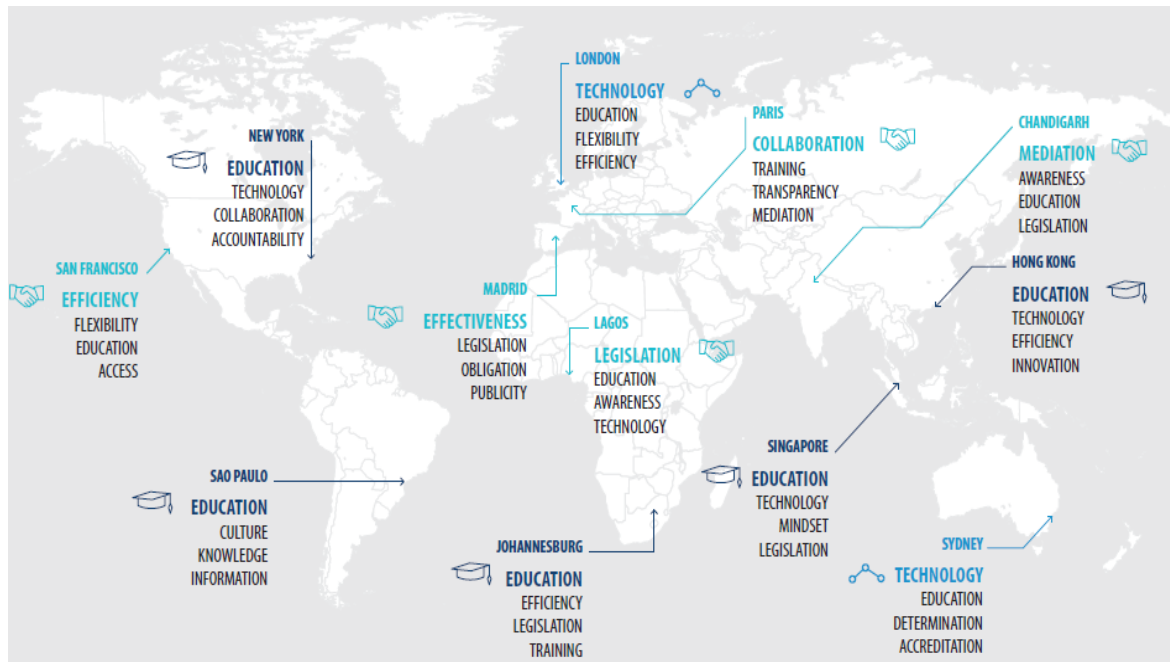 LONDON
TECHNOLOGY
EDUCATION
FLEXIBILITY
EFFICIENCY
PARIS
COLLABORATION
TRAINING
TRANSPARENCY
MEDIATION
CHANDIGARH
MEDIATION
AWARENESS
EDUCATION
LEGISLATION
NEW YORK
EDUCATION
TECHNOLOGY
COLLABORATION
ACCOUNTABILITY
SAN FRANCISCO
EFFICIENCY
FLEXIBILITY
EDUCATION
ACCESS
MADRID
EFFECTIVENESS
LEGISLATION
OBLIGATION
PUBLICITY
LAGOS
LEGISLATION
EDUCATION
AWARENESS
TECHNOLOGY
HONG KONG
EDUCATION
TECHNOLOGY
EFFICIENCY
INNOVATION
SAO PAULO
EDUCATION
CULTURE
KNOWLEDGE
INFORMATION
JOHANNESBURG
EDUCATION
EFFICIENCY
LEGISLATION
TRAINING
SINGAPORE
EDUCATION
TECHNOLOGY
MINDSET
LEGISLATION
SYDNEY
TECHNOLOGY
EDUCATION
DETERMINATION
ACCREDITATION